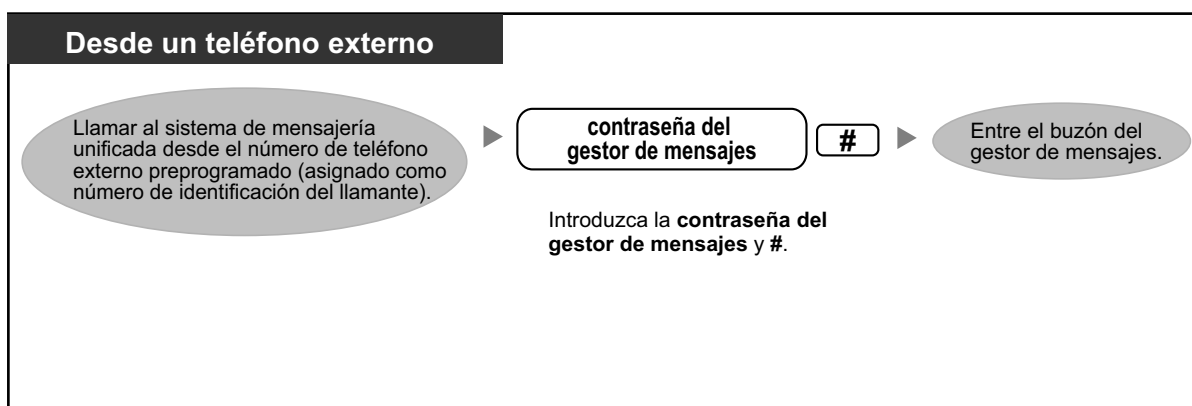 Desde un teléfono externo
Llamar al sistema de mensajería
unificada desde el número de teléfono
externo preprogramado (asignado como
número de identificación del llamante).
contraseña del
gestor de mensajes
#
Entre el buzón del
gestor de mensajes.
Introduzca la contraseña del
gestor de mensajes y #.